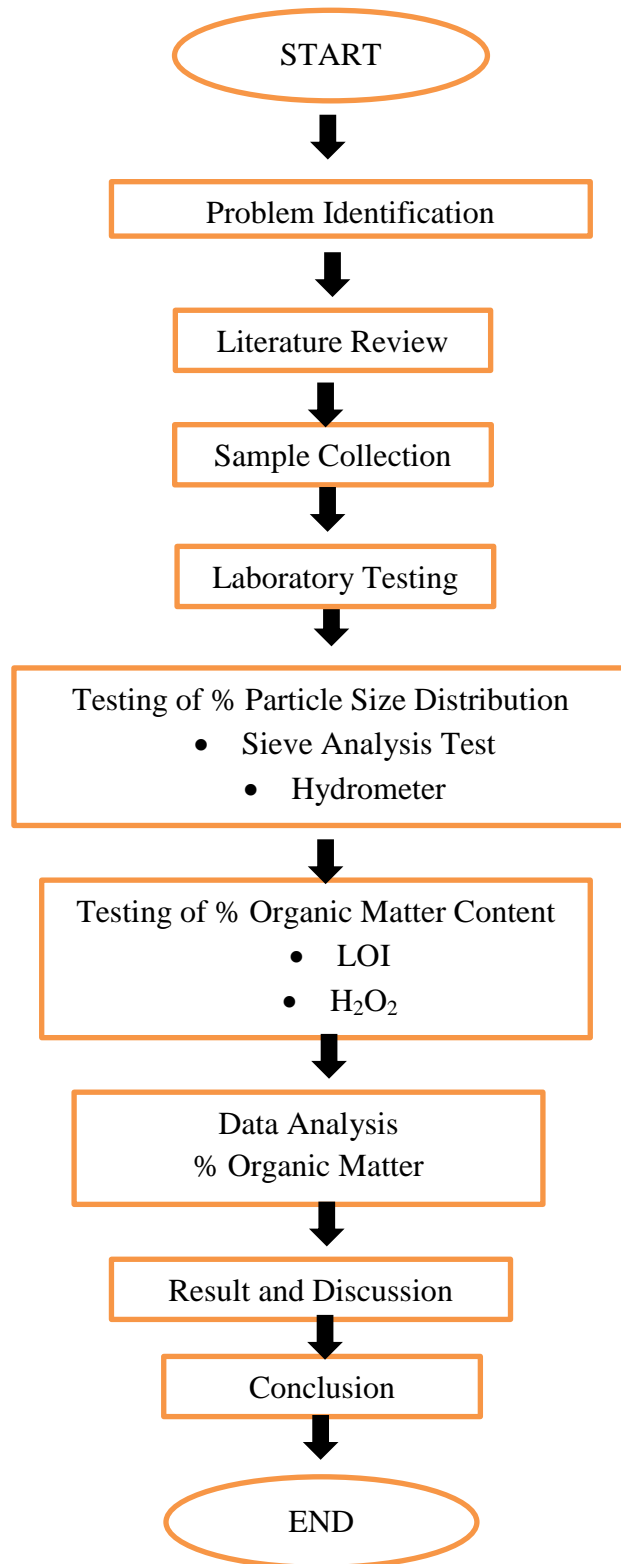 START
Problem Identification
Literature Review
Sample Collection
Laboratory Testing
Testing of % Particle Size Distribution
• Sieve Analysis Test
• Hydrometer
Testing of % Organic Matter Content
• LOI
• H₂O₂
Data Analysis
% Organic Matter
Result and Discussion
Conclusion
END